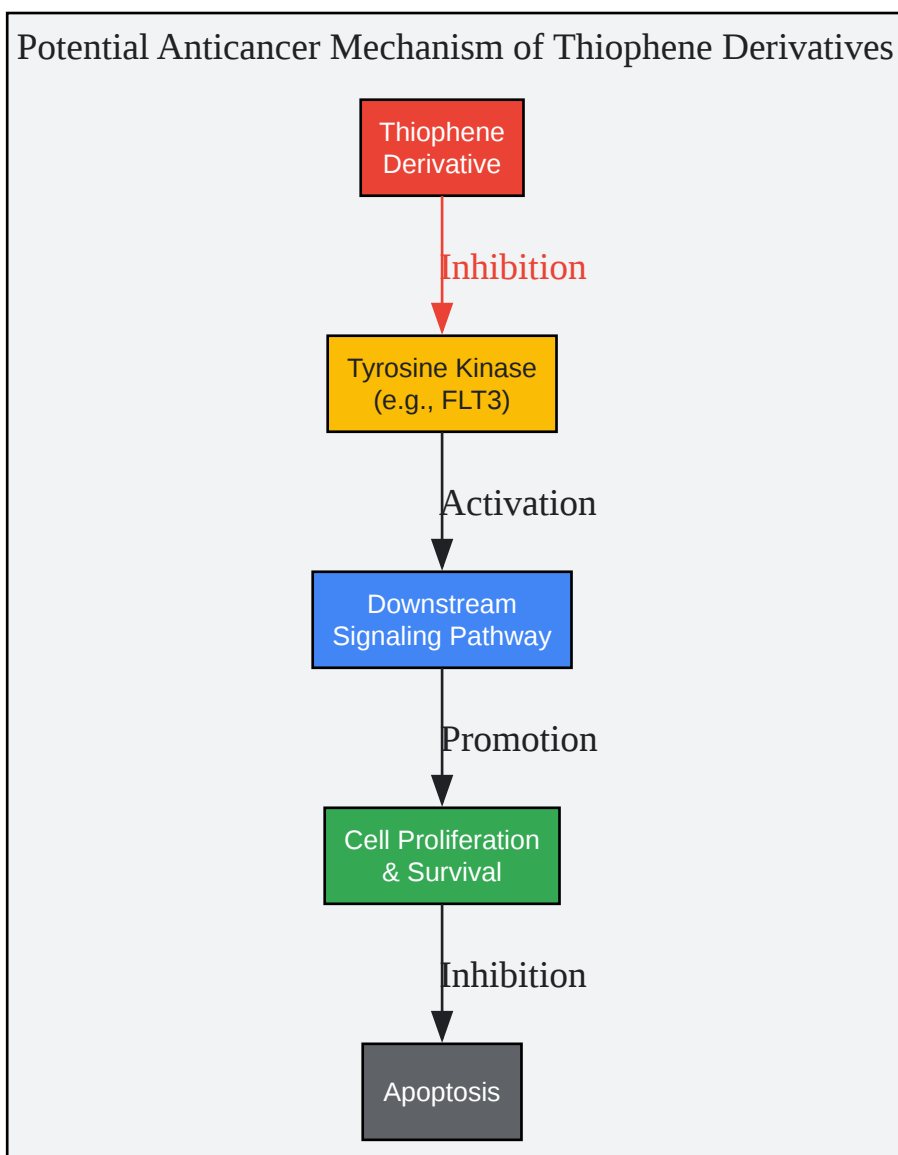 Potential Anticancer Mechanism of Thiophene Derivatives
Thiophene
Derivative
Inhibition
Tyrosine Kinase
(e.g., FLT3)
Activation
Downstream
Signaling Pathway
Promotion
Cell Proliferation
& Survival
Inhibition
Apoptosis